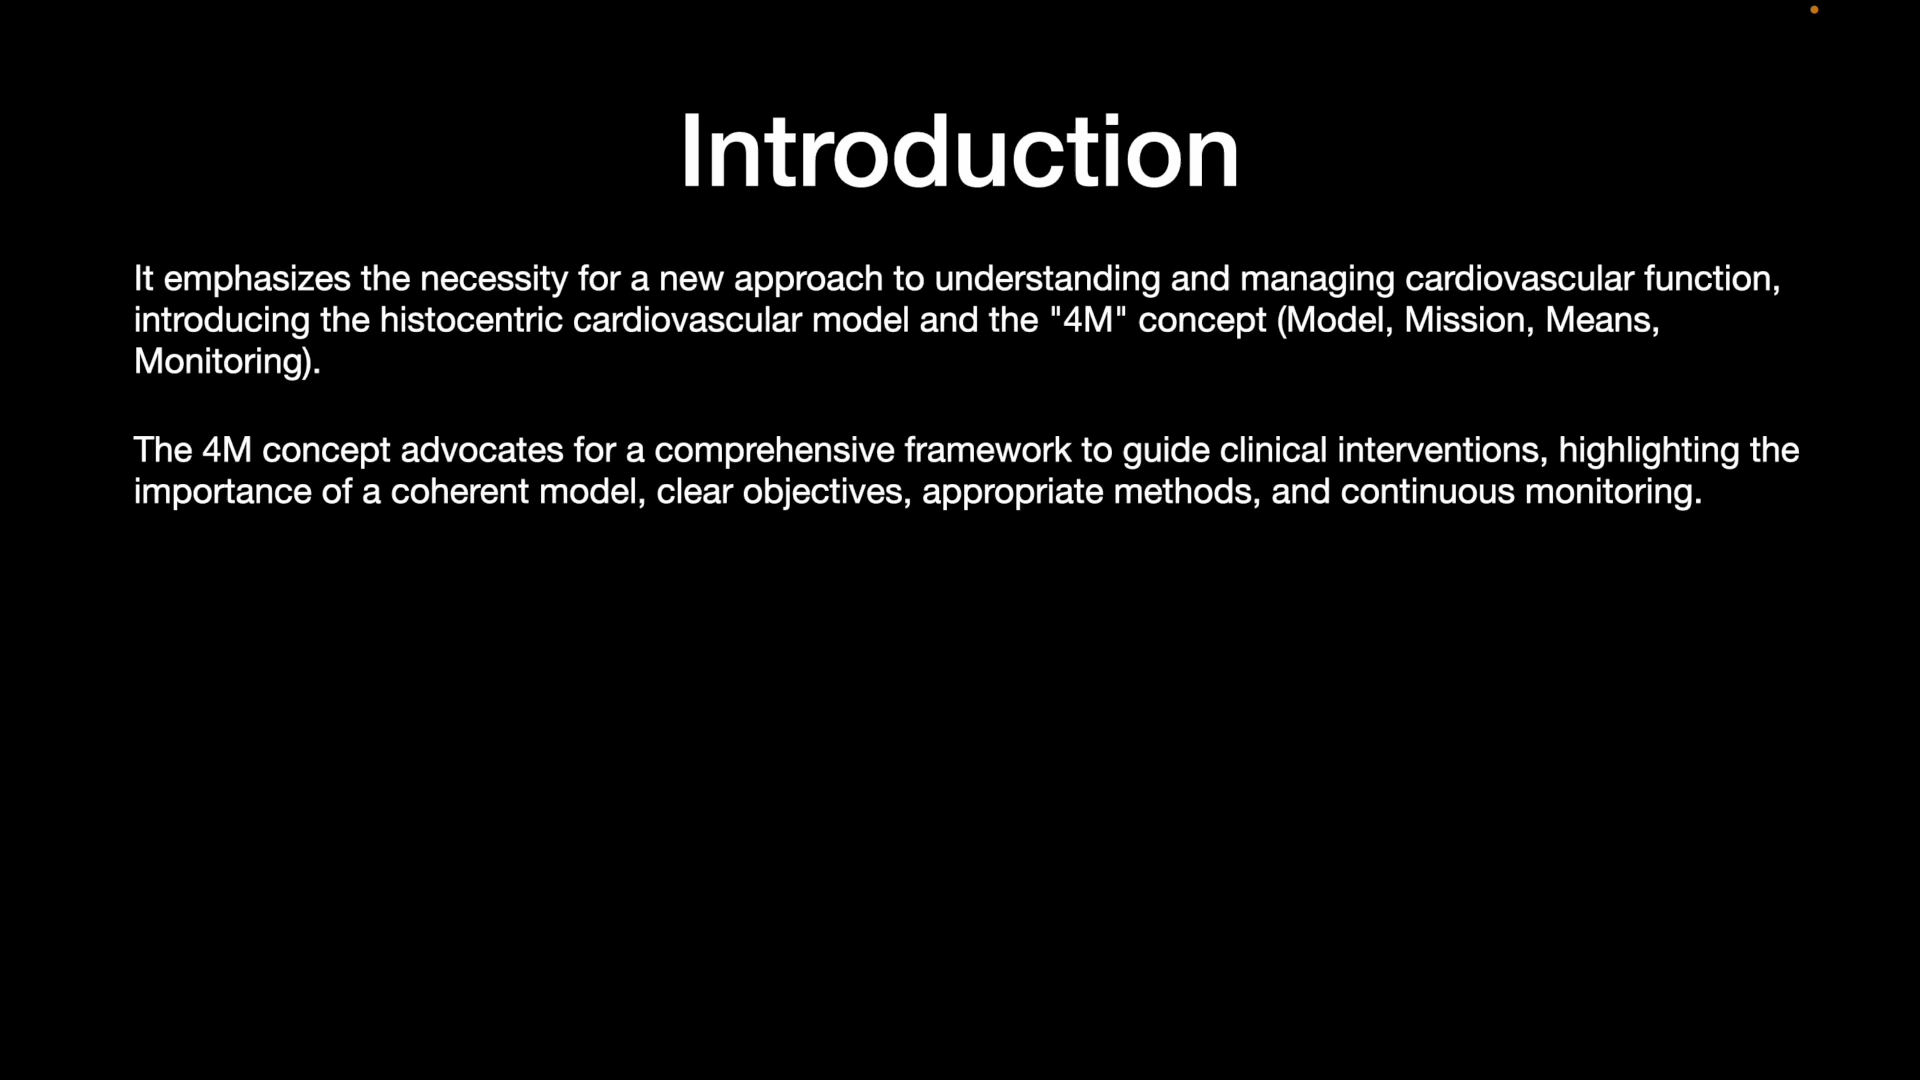 Introduction
It emphasizes the necessity for a new approach to understanding and managing cardiovascular function,
introducing the histocentric cardiovascular model and the "4M" concept (Model, Mission, Means,
Monitoring).
The 4M concept advocates for a comprehensive framework to guide clinical interventions, highlighting the
importance of a coherent model, clear objectives, appropriate methods, and continuous monitoring.